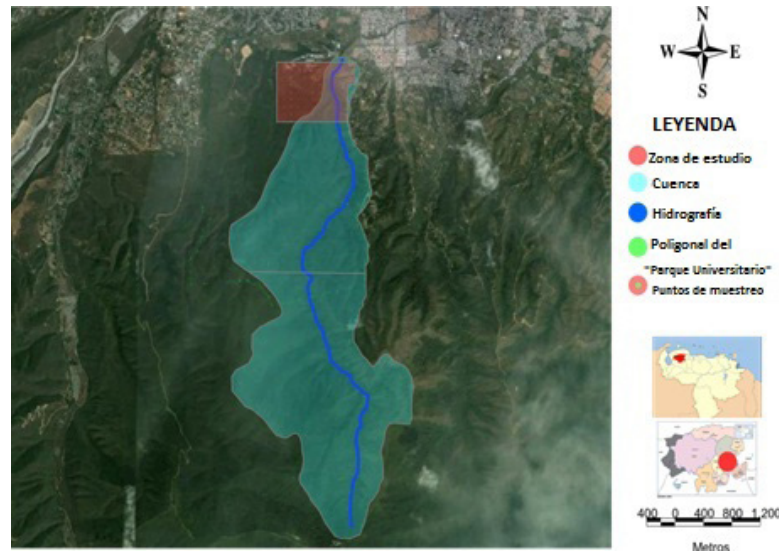 N
W E
S
LEYENDA
Zona de estudio
Cuenca
Hidrografía
Poligonal del
"Parque Universitario"
Puntos de muestreo
400 0 400 800 1,200
Metros